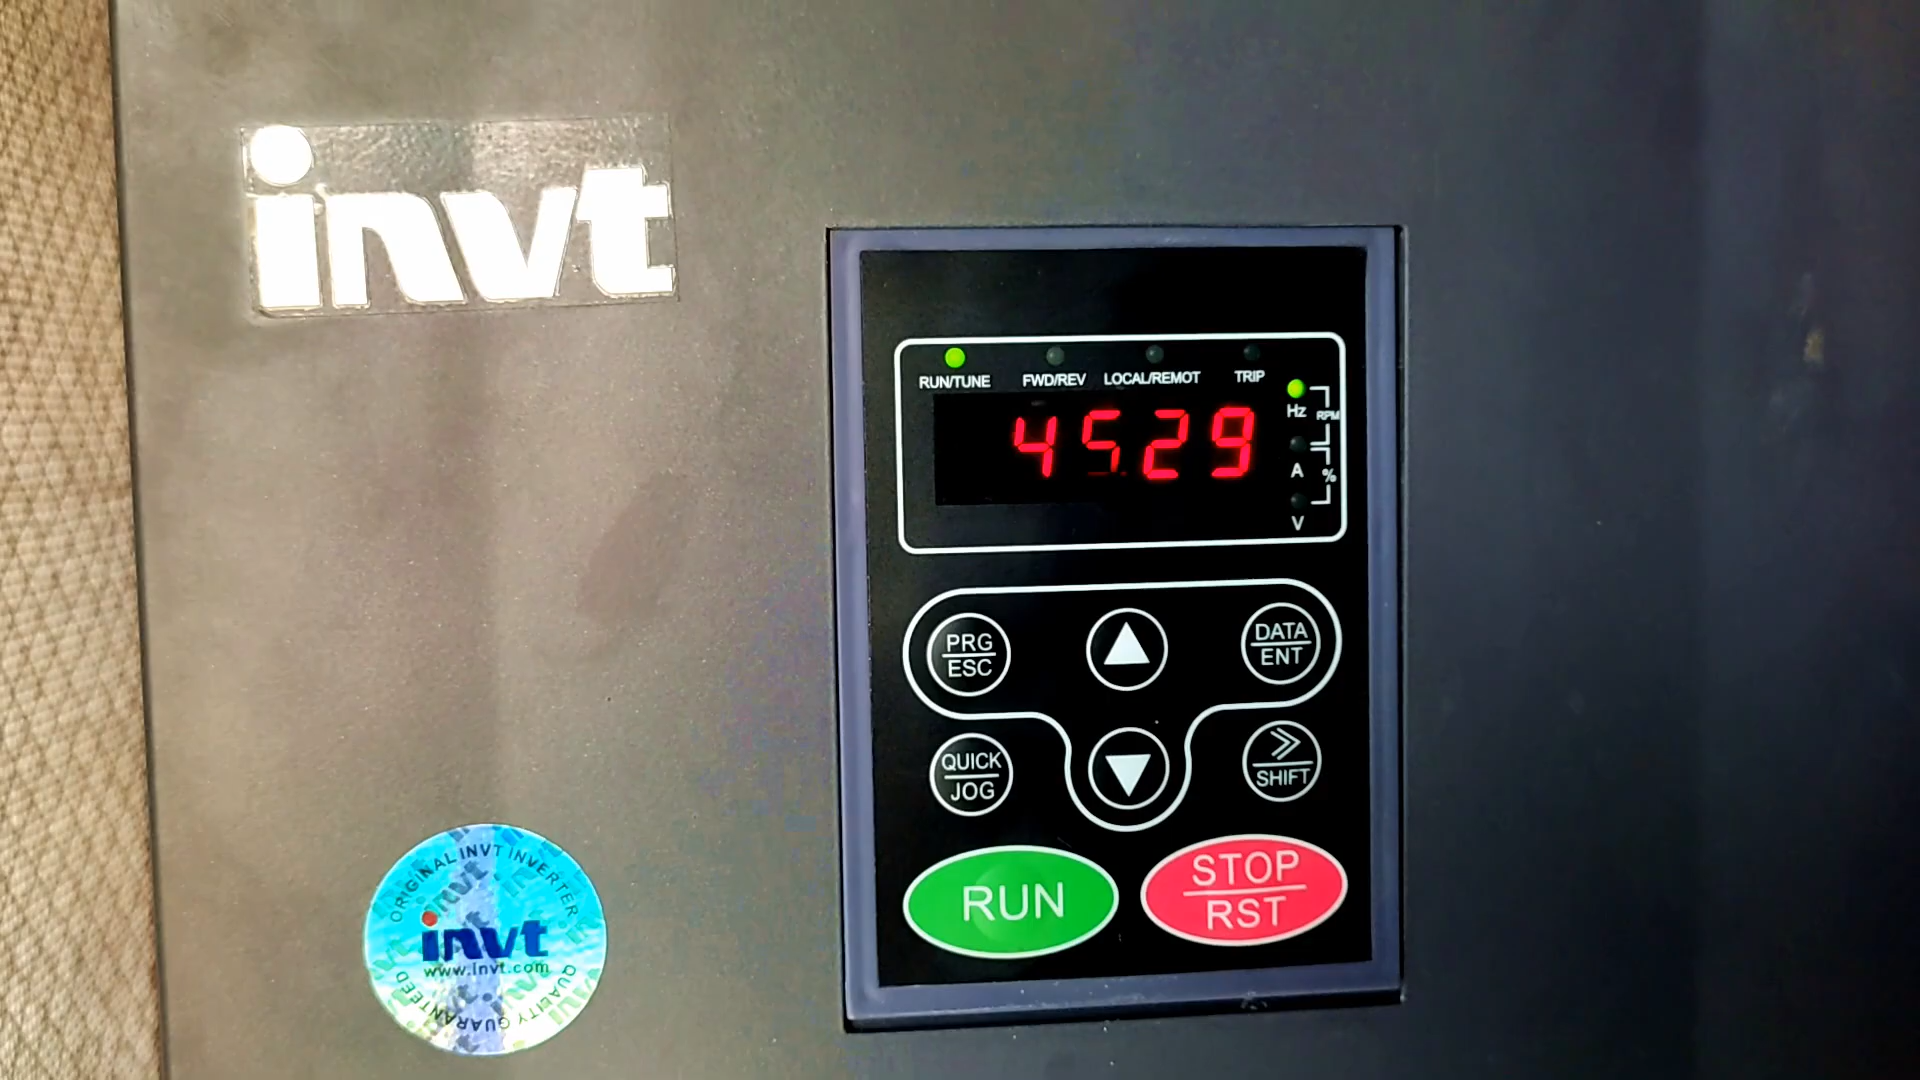 invt
RUN/TUNE FWD/REV LOCAL/REMOT TRIP
Hz RPM
45.29
A %
V
PRG
ESC
DATA
ENT
QUICK
JOG
SHIFT
RUN
STOP
RST
ORIGINAL INVT INVERTER
invt
www.invt.com
QUALITY GUARANTEED